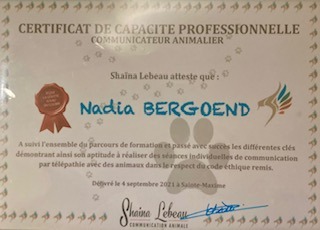 CERTIFICAT DE CAPACITE PROFESSIONNELLE
COMMUNICATEUR ANIMALIER
Shaïna Lebeau atteste que :
Nadia BERGOEND
A suivi l'ensemble du parcours de formation et passé avec succès les différentes clés
démontrant ainsi son aptitude à réaliser des séances individuelles de communication
par télépathie avec des animaux dans le respect du code éthique remis.
Délivré le 4 septembre 2021 à Sainte-Maxime
Shaïna Lebeau
COMMUNICATION ANIMALE